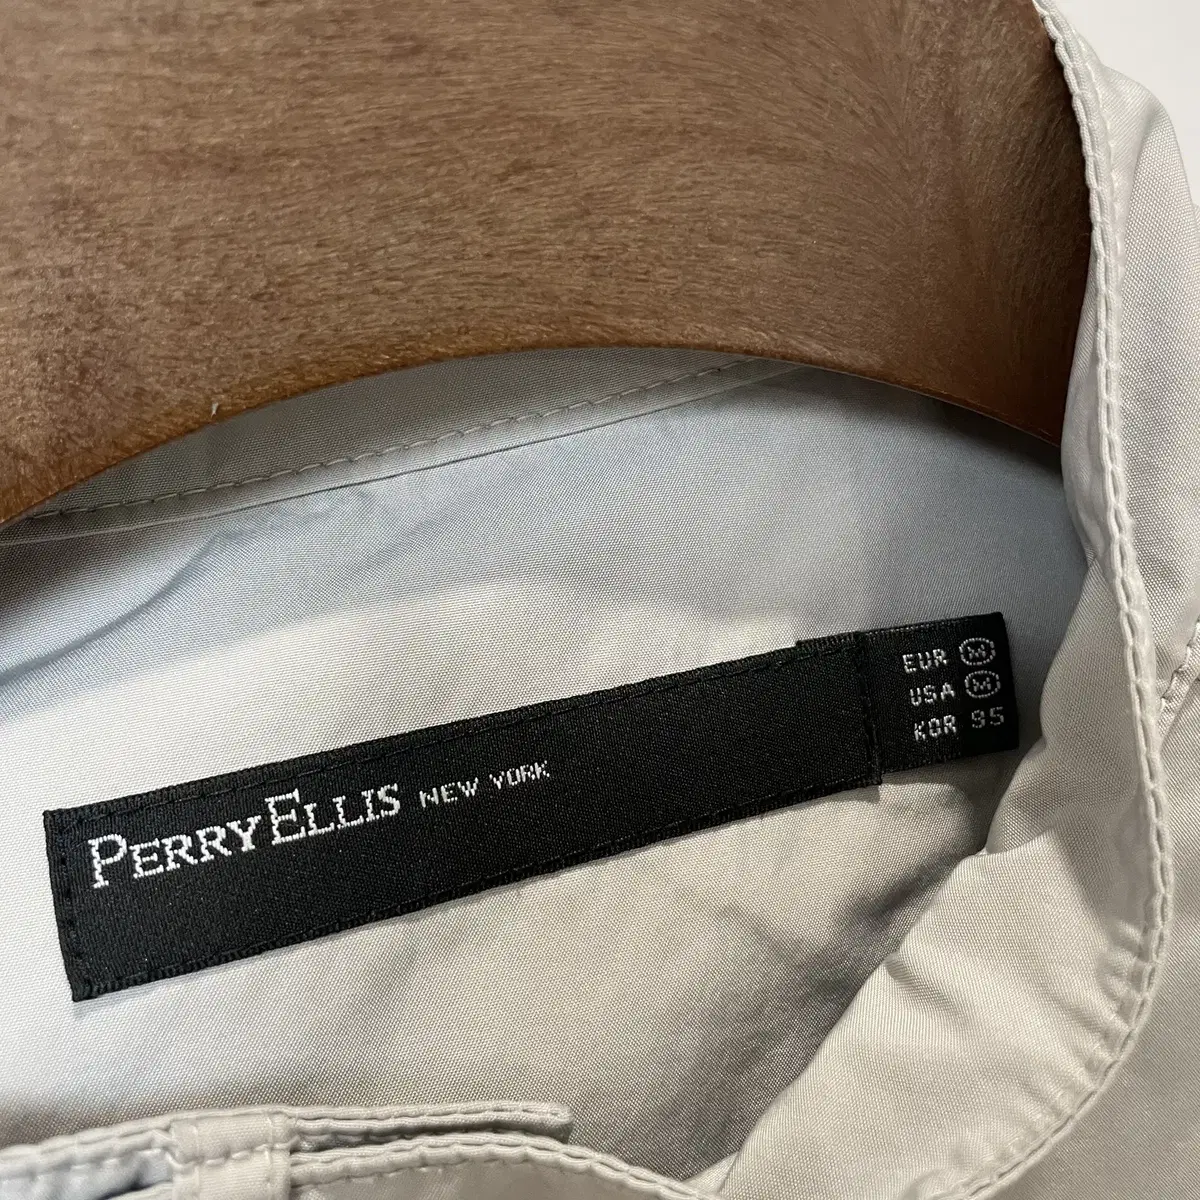 PERRY ELLIS NEW YORK
EUR M
USA M
KOR 95